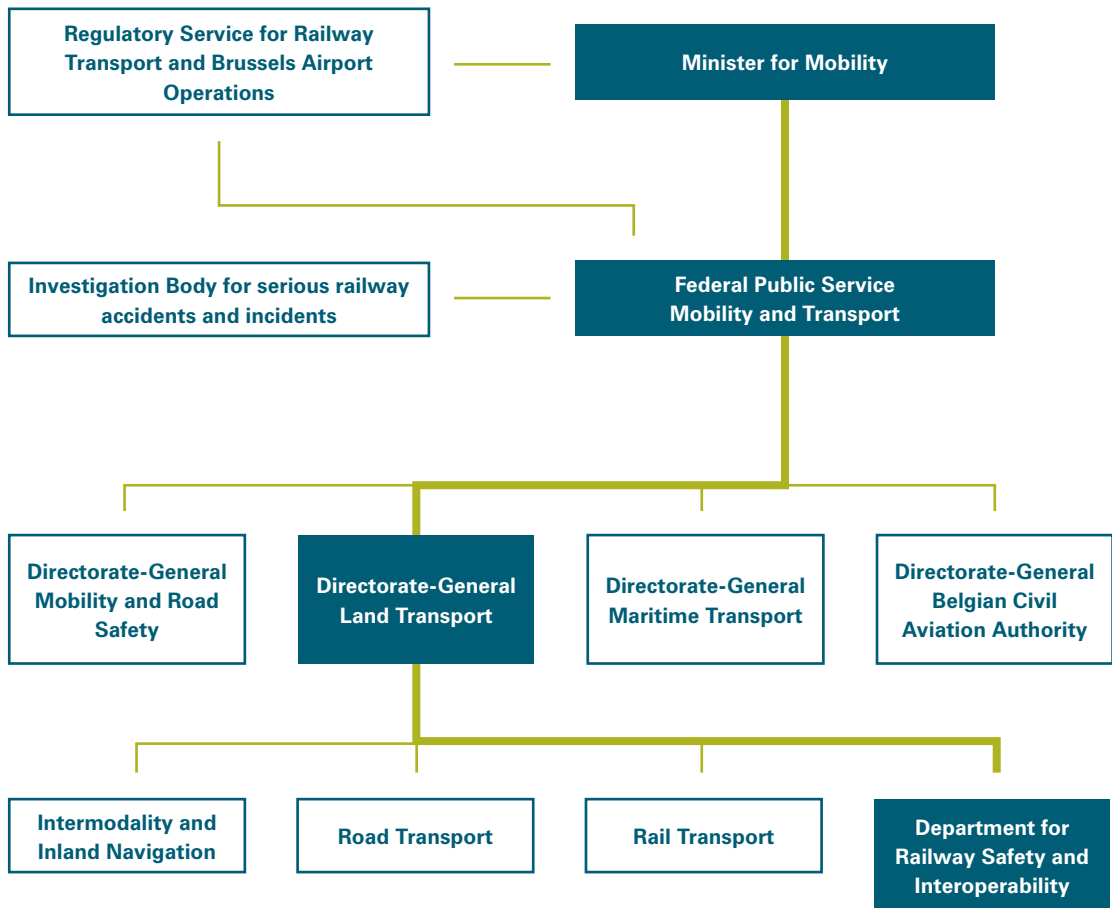 Regulatory Service for Railway
Transport and Brussels Airport
Operations
Minister for Mobility
Investigation Body for serious railway
accidents and incidents
Federal Public Service
Mobility and Transport
Directorate-General
Mobility and Road
Safety
Directorate-General
Land Transport
Directorate-General
Maritime Transport
Directorate-General
Belgian Civil
Aviation Authority
Intermodality and
Inland Navigation
Road Transport
Rail Transport
Department for
Railway Safety and
Interoperability